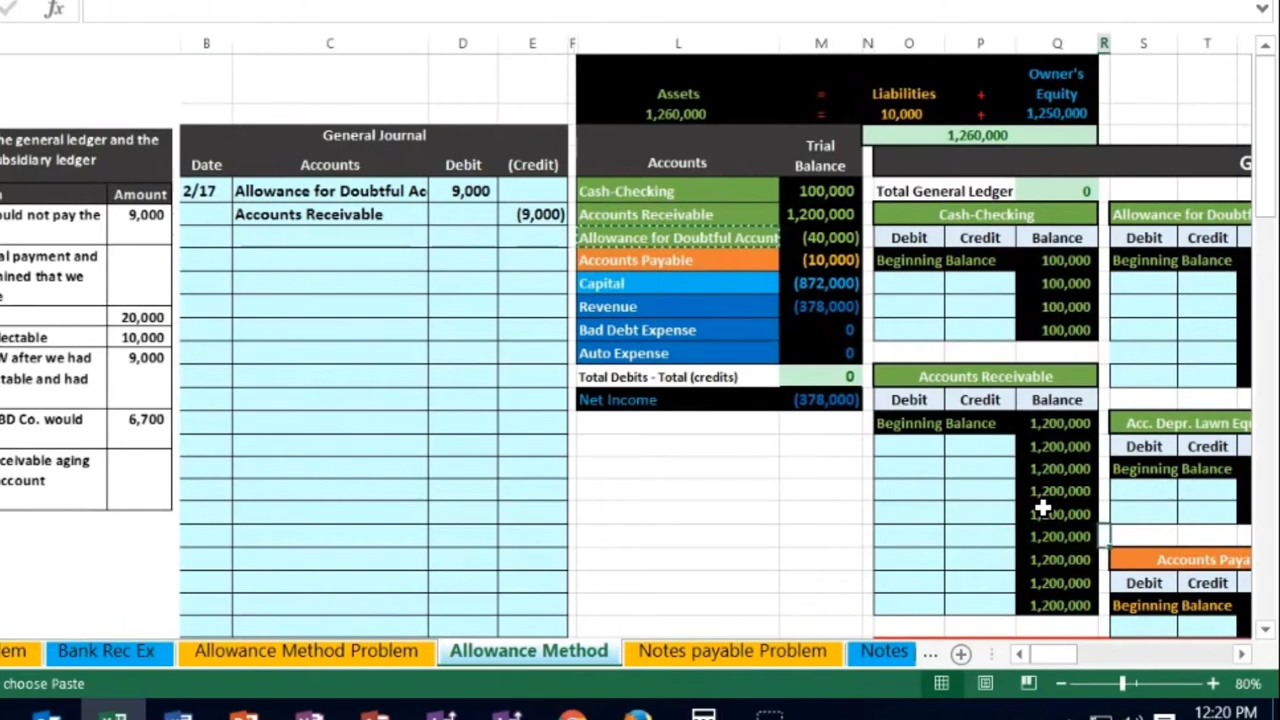 fx
B C D E F L M N O P Q R S T
Assets = Liabilities + Owner's Equity
1,260,000 = 10,000 + 1,250,000
1,260,000
he general ledger and the
ubsidiary ledger
Amount
ould not pay the 9,000
al payment and
mined that we
e
20,000
lectable 10,000
W after we had 9,000
table and had
BD Co. would 6,700
ceivable aging
account
General Journal
Date Accounts Debit (Credit)
2/17 Allowance for Doubtful Ac 9,000
Accounts Receivable (9,000)
Accounts Trial Balance
Cash-Checking 100,000
Accounts Receivable 1,200,000
Allowance for Doubtful Accunt (40,000)
Accounts Payable (10,000)
Capital (872,000)
Revenue (378,000)
Bad Debt Expense 0
Auto Expense 0
Total Debits - Total (credits) 0
Net Income (378,000)
G
Total General Ledger 0
Cash-Checking
Debit Credit Balance
Beginning Balance 100,000
100,000
100,000
100,000
Accounts Receivable
Debit Credit Balance
Beginning Balance 1,200,000
1,200,000
1,200,000
1,200,000
1,200,000
1,200,000
1,200,000
1,200,000
1,200,000
Allowance for Doubtf
Debit Credit
Beginning Balance
Acc. Depr. Lawn Equ
Debit Credit
Beginning Balance
Accounts Paya
Debit Credit
Beginning Balance
lem Bank Rec Ex Allowance Method Problem Allowance Method Notes payable Problem Notes ...
choose Paste 80%
12:20 PM